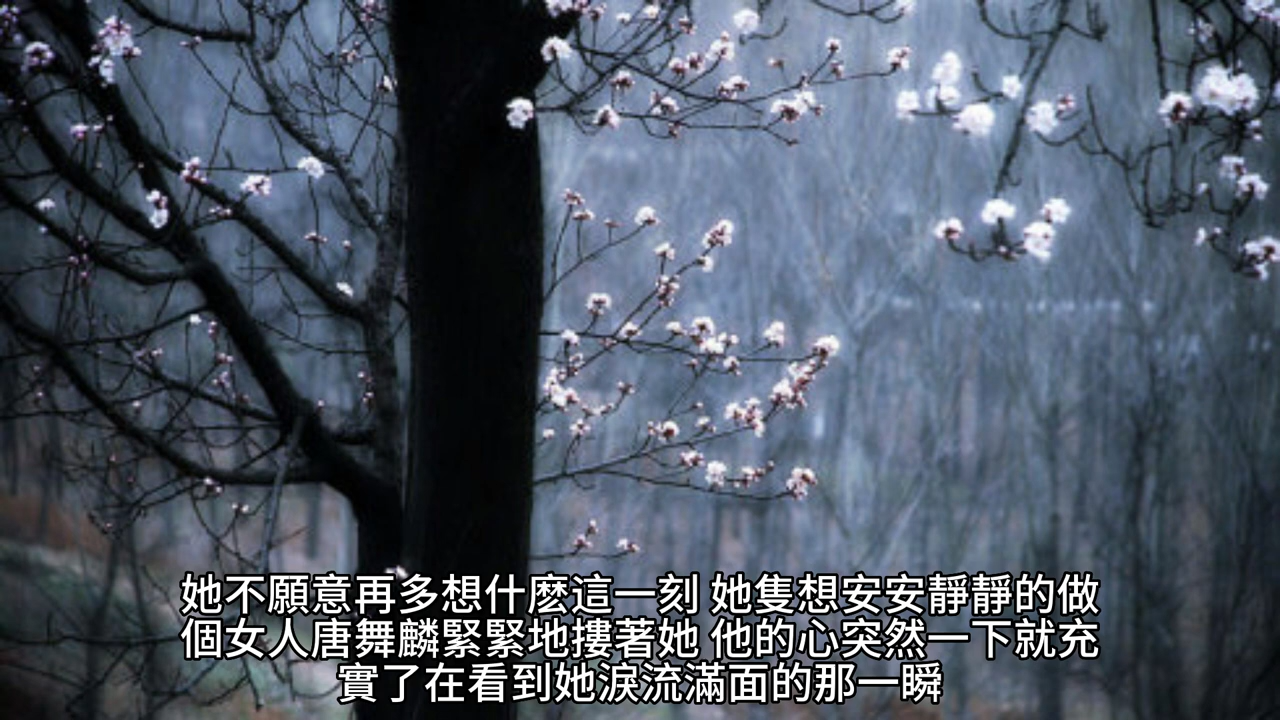 她不願意再多想什麽這一刻 她隻想安安靜靜的做
個女人唐舞麟緊緊地摟著她 他的心突然一下就充
實了在看到她淚流滿面的那一瞬